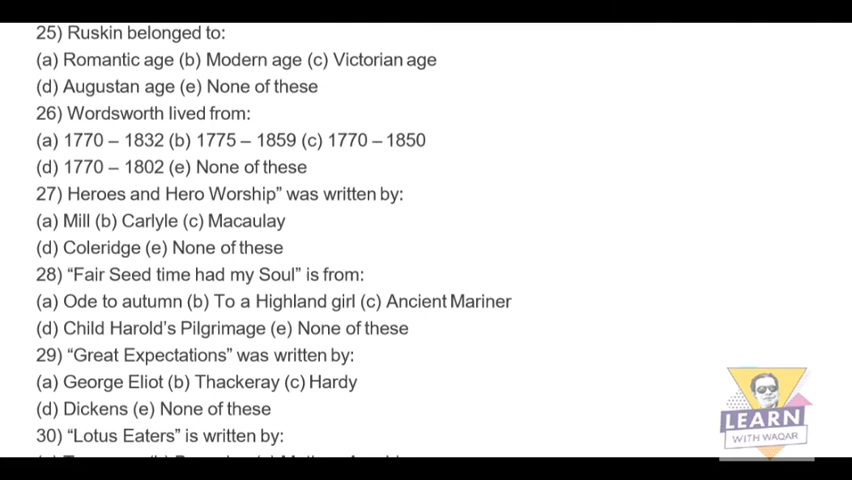 25) Ruskin belonged to:
(a) Romantic age (b) Modern age (c) Victorian age
(d) Augustan age (e) None of these
26) Wordsworth lived from:
(a) 1770 – 1832 (b) 1775 – 1859 (c) 1770 – 1850
(d) 1770 – 1802 (e) None of these
27) Heroes and Hero Worship” was written by:
(a) Mill (b) Carlyle (c) Macaulay
(d) Coleridge (e) None of these
28) “Fair Seed time had my Soul” is from:
(a) Ode to autumn (b) To a Highland girl (c) Ancient Mariner
(d) Child Harold’s Pilgrimage (e) None of these
29) “Great Expectations” was written by:
(a) George Eliot (b) Thackeray (c) Hardy
(d) Dickens (e) None of these
30) “Lotus Eaters” is written by:
LEARN
WITH WAQAR